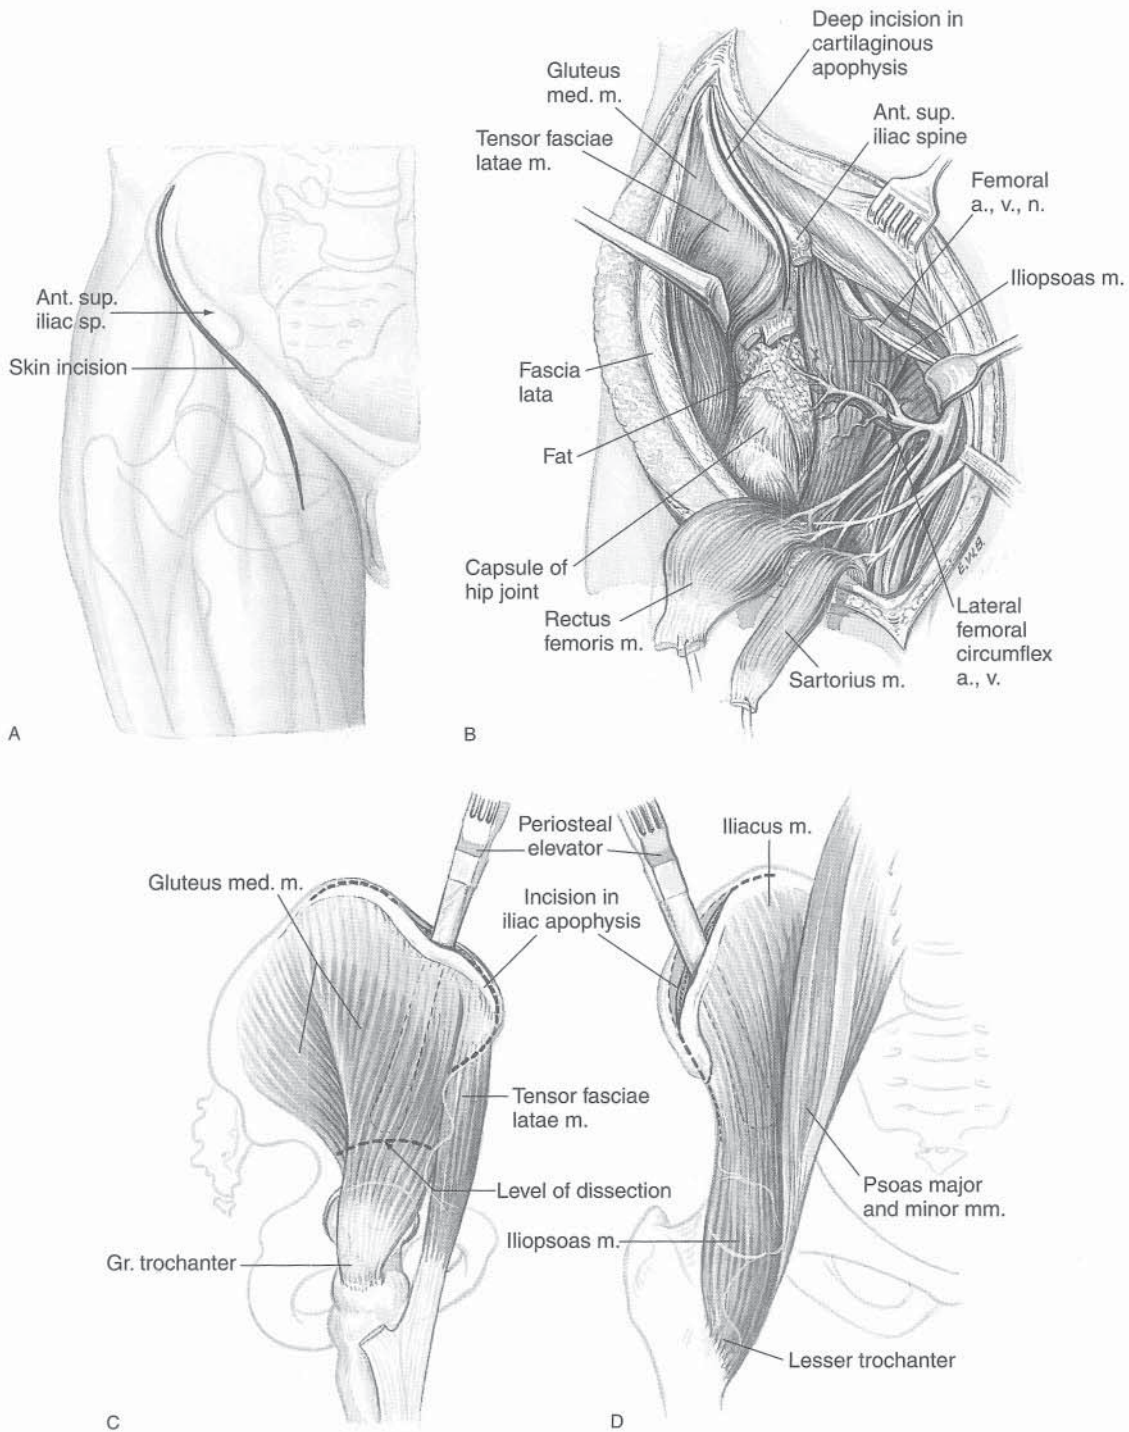 Ant. sup.
iliac sp.
Skin incision
A
Deep incision in
cartilaginous
apophysis
Gluteus
med. m.
Tensor fasciae
latae m.
Ant. sup.
iliac spine
Femoral
a., v., n.
Iliopsoas m.
Fascia
lata
Fat
Capsule of
hip joint
Rectus
femoris m.
Sartorius m.
Lateral
femoral
circumflex
a., v.
E.W.B.
B
Periosteal
elevator
Gluteus med. m.
Incision in
iliac apophysis
Tensor fasciae
latae m.
Level of dissection
Gr. trochanter
C
Iliacus m.
Psoas major
and minor mm.
Iliopsoas m.
Lesser trochanter
D